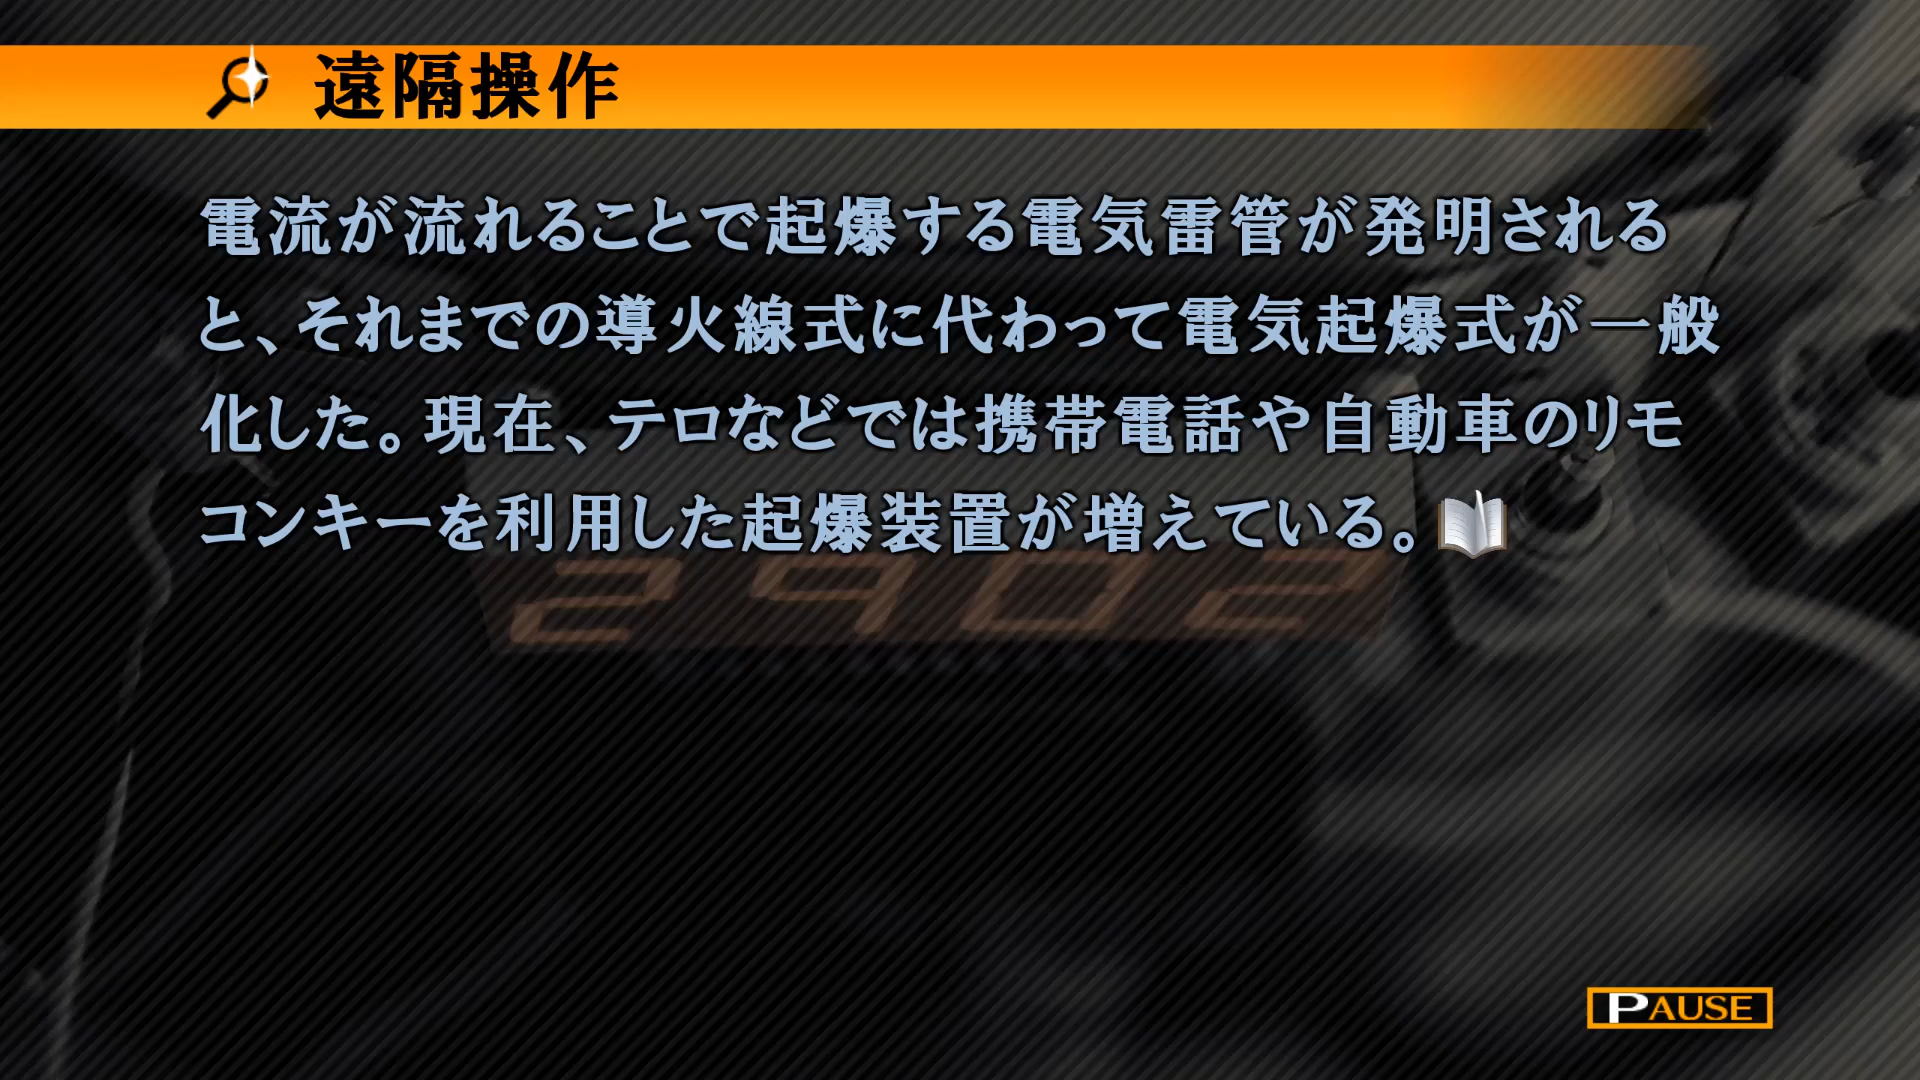 遠隔操作
電流が流れることで起爆する電気雷管が発明される
と、それまでの導火線式に代わって電気起爆式が一般
化した。現在、テロなどでは携帯電話や自動車のリモ
コンキーを利用した起爆装置が増えている。
2902
PAUSE